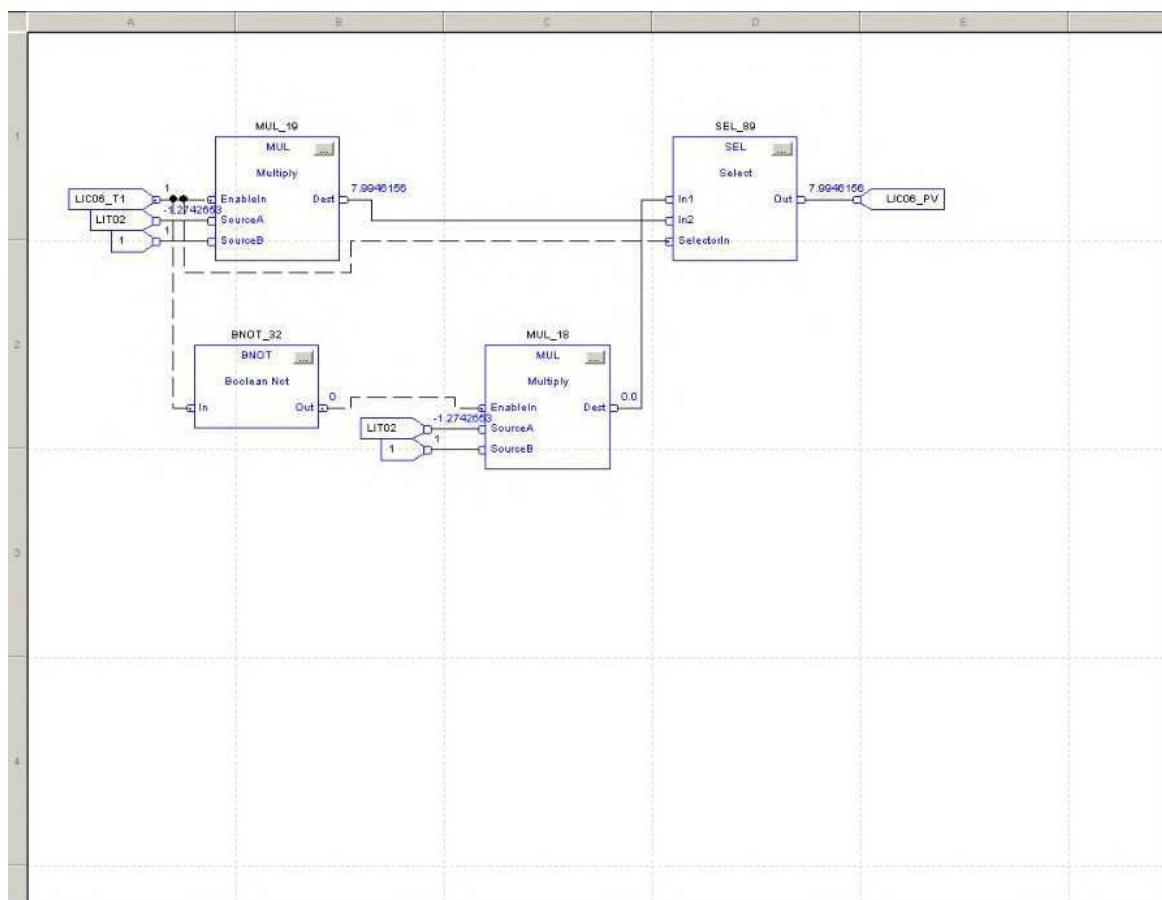 A B C D E
1
MUL_19
MUL
...
Multiply
LIC06_T1
1
EnableIn
Dest
7.9946156
LIT02
-1.2742653
SourceA
1
1
SourceB
SEL_89
SEL
...
Select
In1
Out
7.9946156
LIC06_PV
In2
SelectorIn
2
BNOT_32
BNOT
...
Boolean Not
In
Out
0
MUL_18
MUL
...
Multiply
EnableIn
Dest
0.0
LIT02
-1.2742653
SourceA
1
1
SourceB
3
4